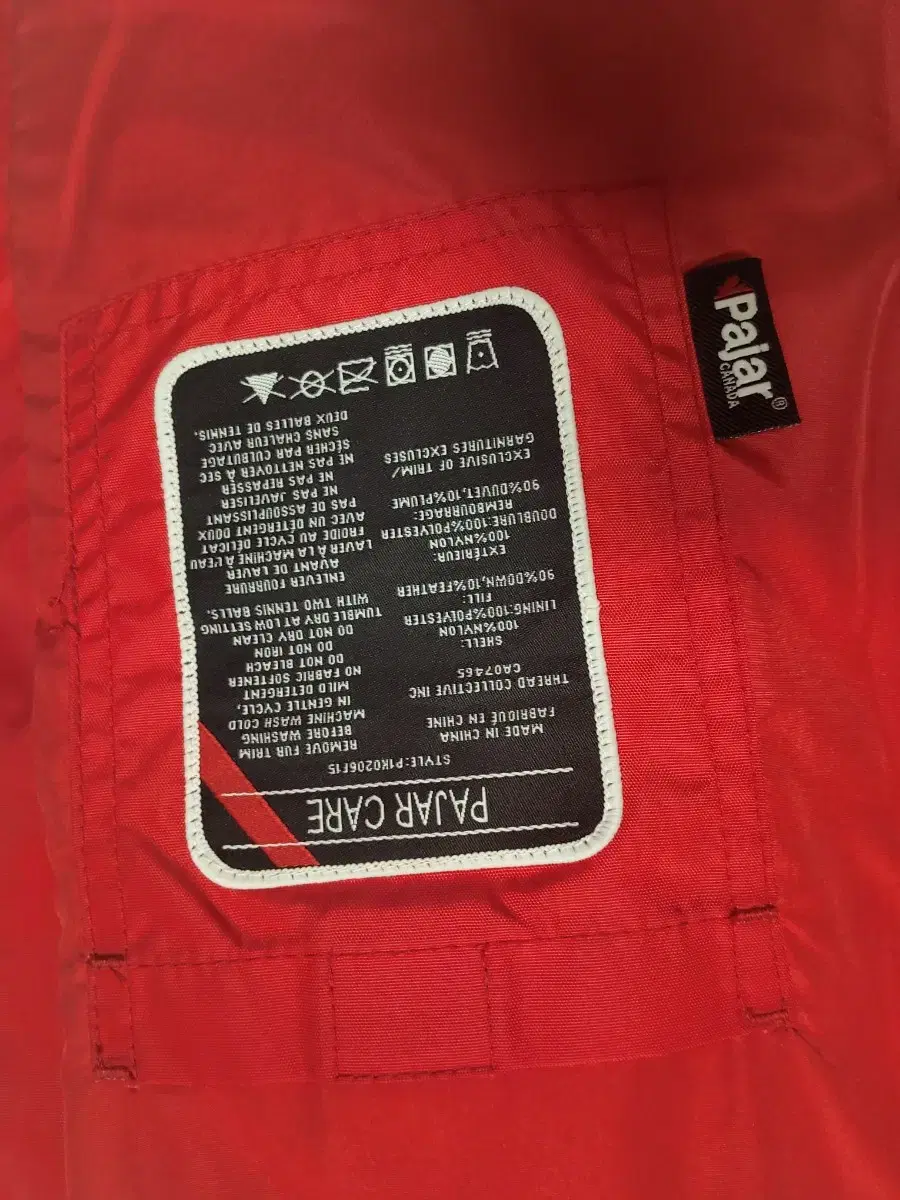 PAJAR CARE
STYLE:P1K0206F15
MADE IN CHINA
FABRIQUÉ EN CHINE
THREAD COLLECTIVE INC
CA07465
SHELL:
100%NYLON
LINING:100%POLYESTER
FILL:
90%DOWN,10%FEATHER
EXTÉRIEUR:
100%NYLON
DOUBLURE:100%POLYESTER
REMBOURRAGE:
90%DUVET,10%PLUME
EXCLUSIVE OF TRIM/
GARNITURES EXCLUSES
REMOVE FUR TRIM
BEFORE WASHING
MACHINE WASH COLD
IN GENTLE CYCLE,
MILD DETERGENT
NO FABRIC SOFTENER
DO NOT BLEACH
DO NOT IRON
DO NOT DRY CLEAN
TUMBLE DRY AT LOW SETTING
WITH TWO TENNIS BALLS.
ENLEVER FOURRURE
AVANT DE LAVER
LAVER À LA MACHINE À L'EAU
FROIDE AU CYCLE DÉLICAT
AVEC UN DÉTERGENT DOUX
PAS DE ASSOUPLISSANT
NE PAS JAVELISER
NE PAS REPASSER
NE PAS NETTOYER À SEC
SÉCHER PAR CULBUTAGE
SANS CHALEUR AVEC
DEUX BALLES DE TENNIS.
Pajar®
CANADA